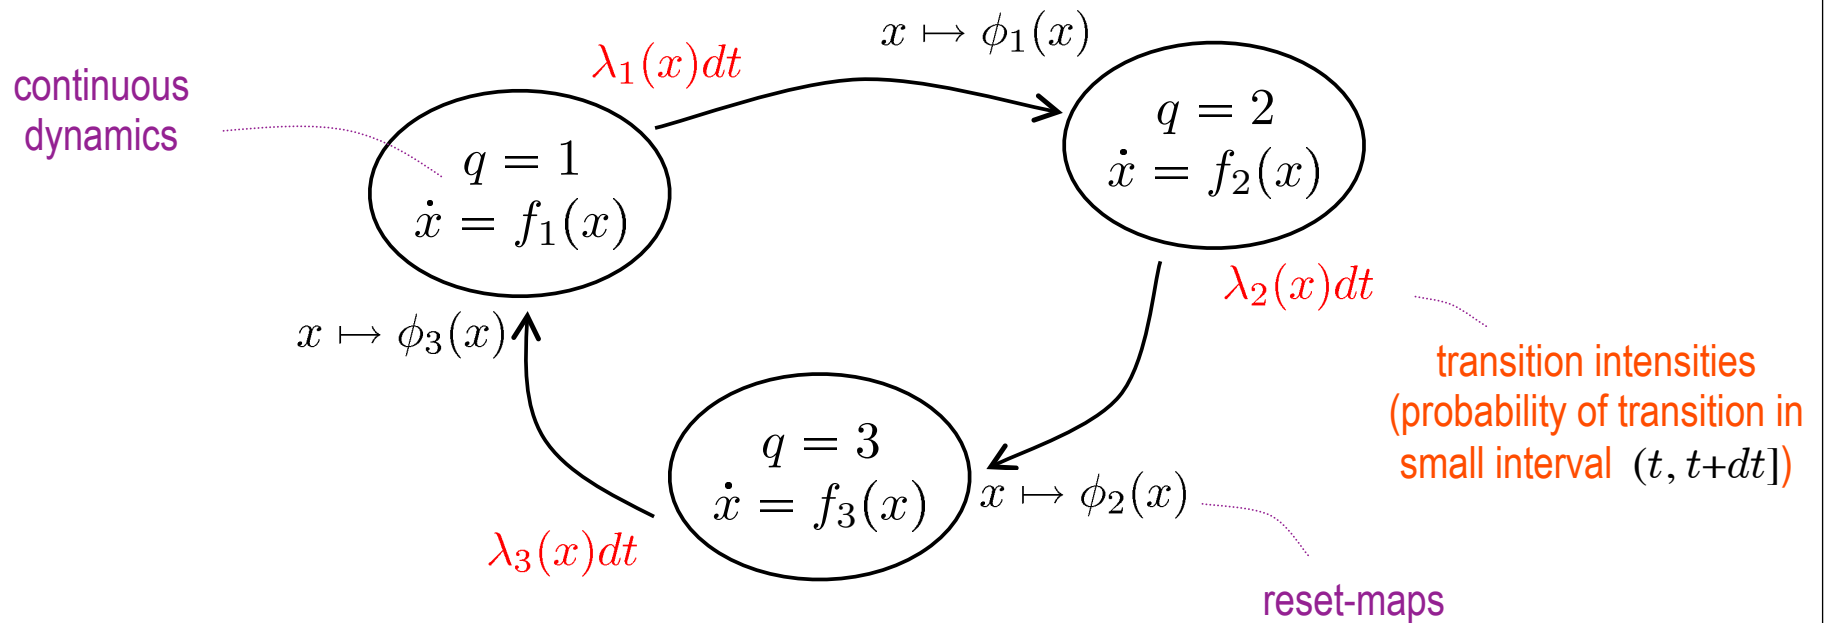 x ↦ ϕ₁(x)
λ₁(x)dt
continuous
dynamics
q = 1
ẋ = f₁(x)
q = 2
ẋ = f₂(x)
λ₂(x)dt
x ↦ ϕ₃(x)
transition intensities
(probability of transition in
small interval (t, t+dt])
q = 3
ẋ = f₃(x)
x ↦ ϕ₂(x)
λ₃(x)dt
reset-maps